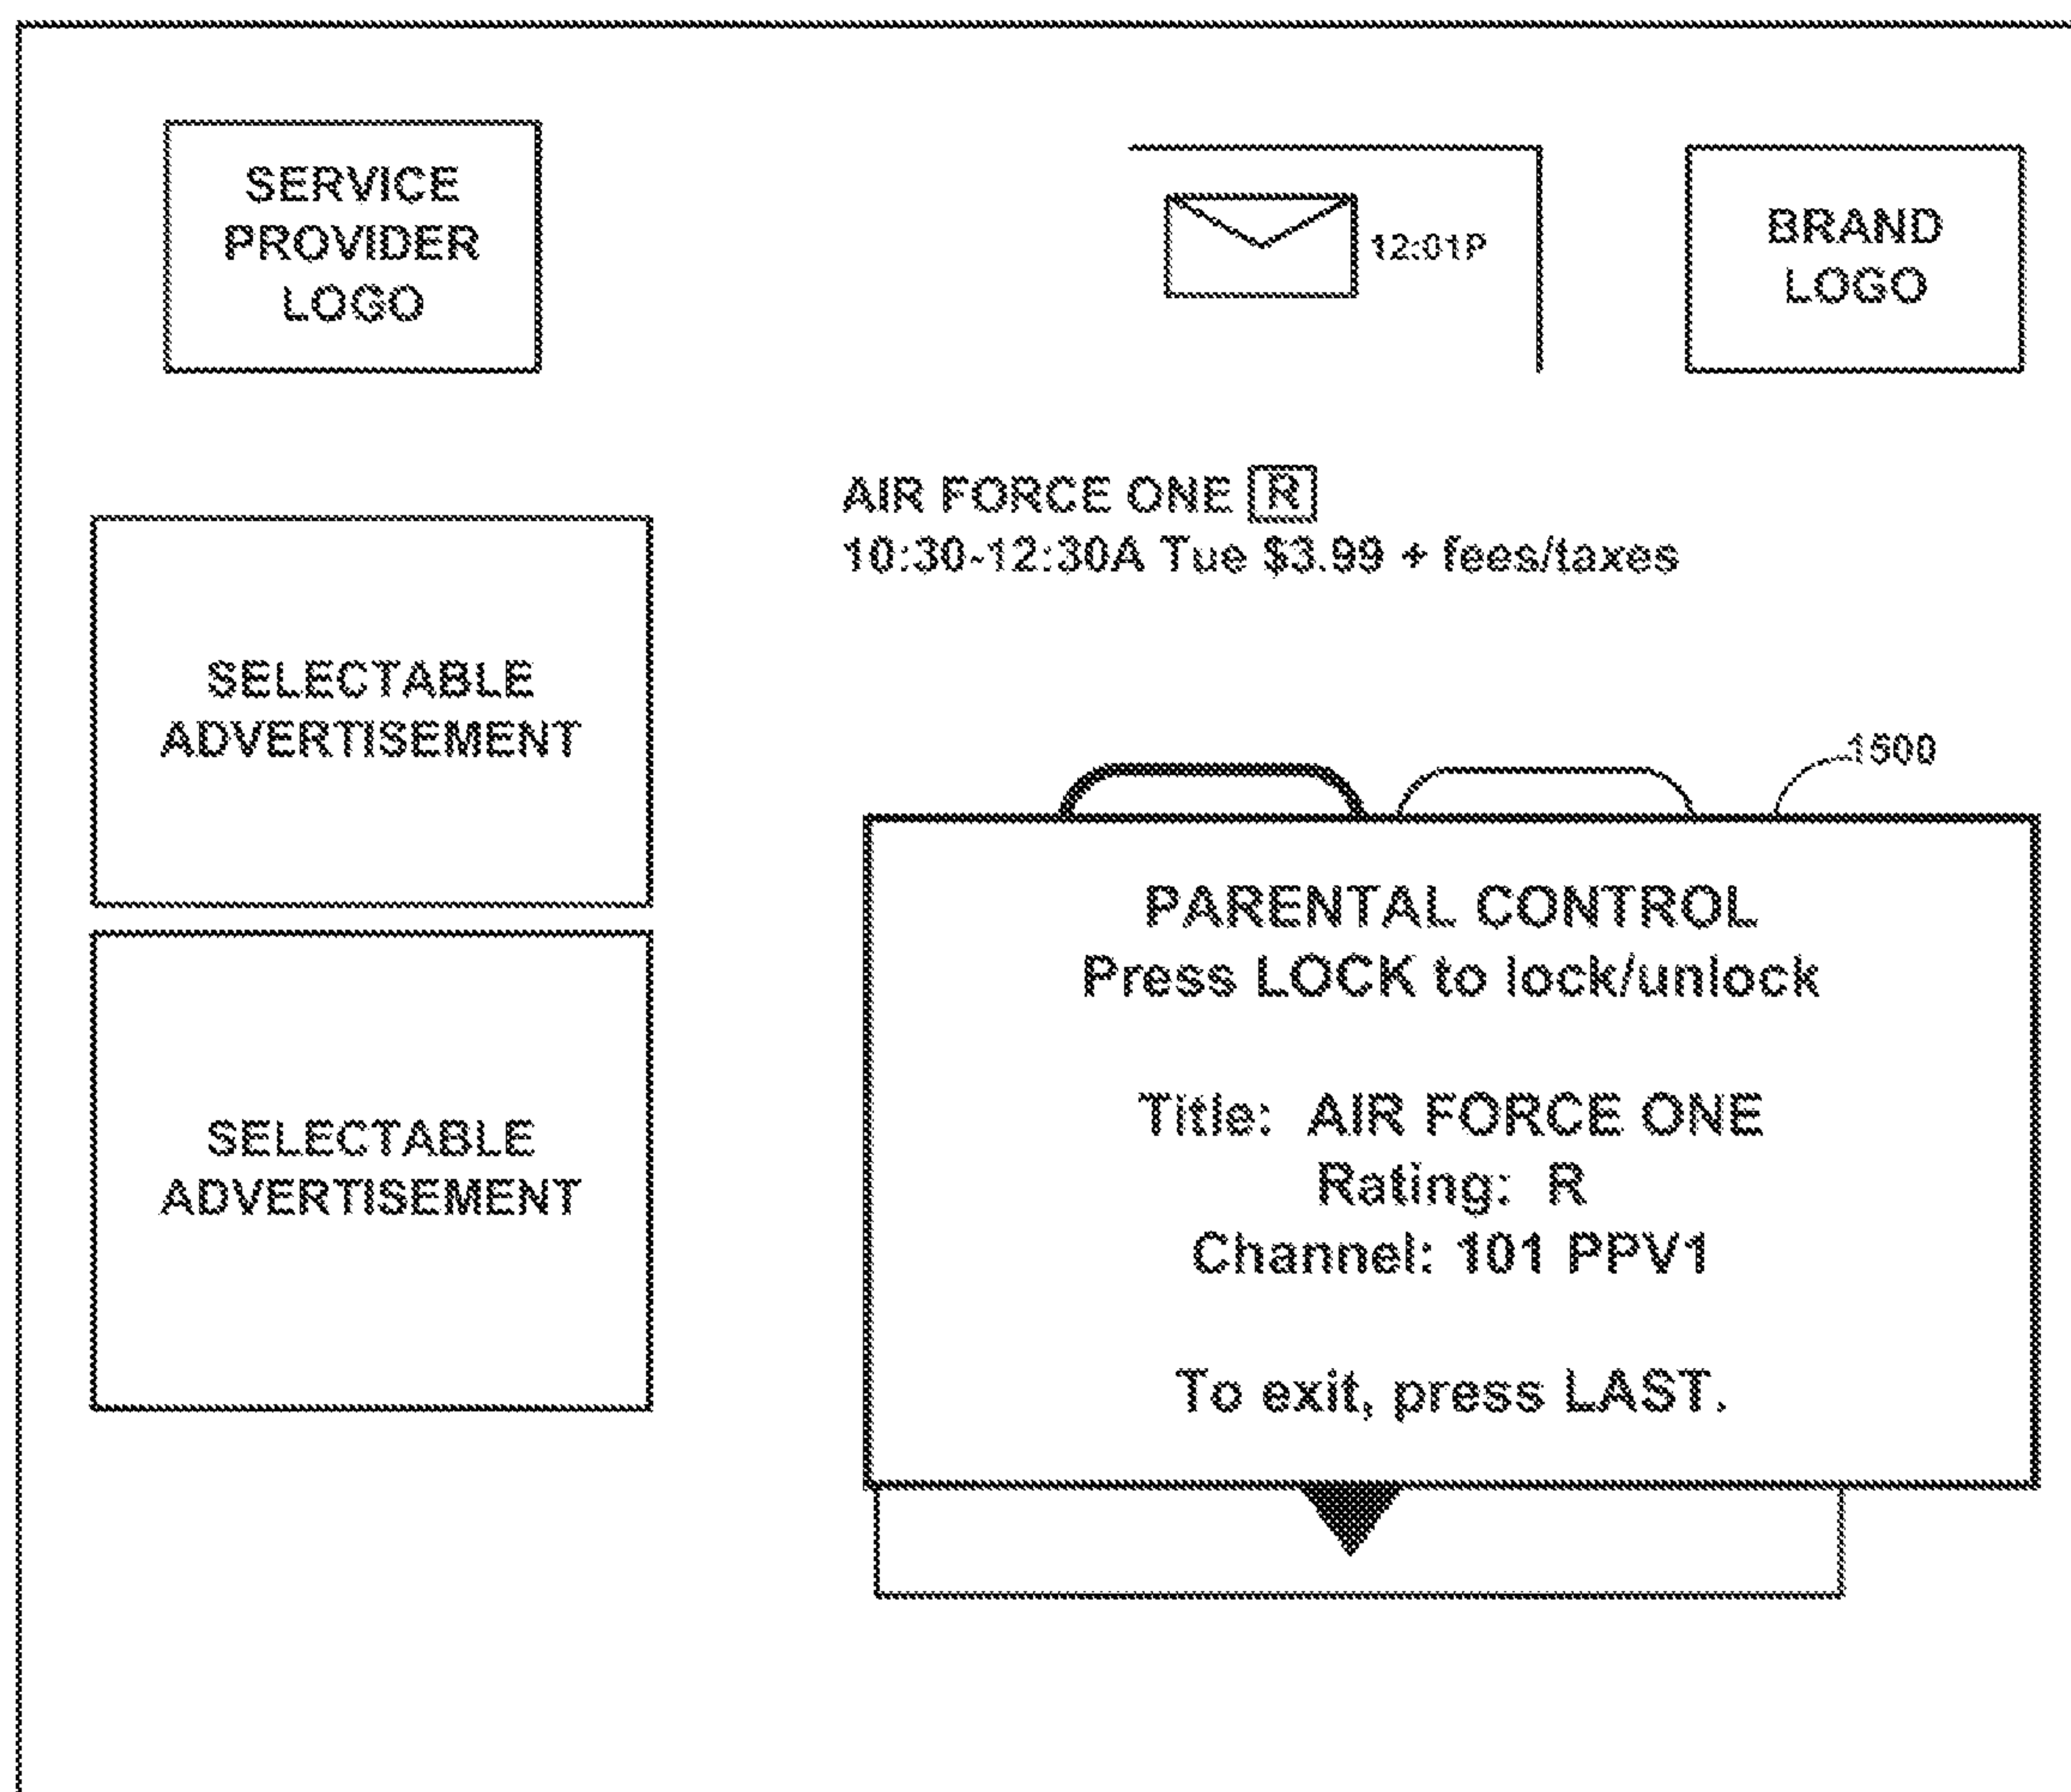 SERVICE
PROVIDER
LOGO
12:01P
BRAND
LOGO
AIR FORCE ONE R
10:30-12:30A Tue $3.99 + fees/taxes
SELECTABLE
ADVERTISEMENT
1500
PARENTAL CONTROL
Press LOCK to lock/unlock
Title: AIR FORCE ONE
Rating: R
Channel: 101 PPV1
To exit, press LAST.
SELECTABLE
ADVERTISEMENT